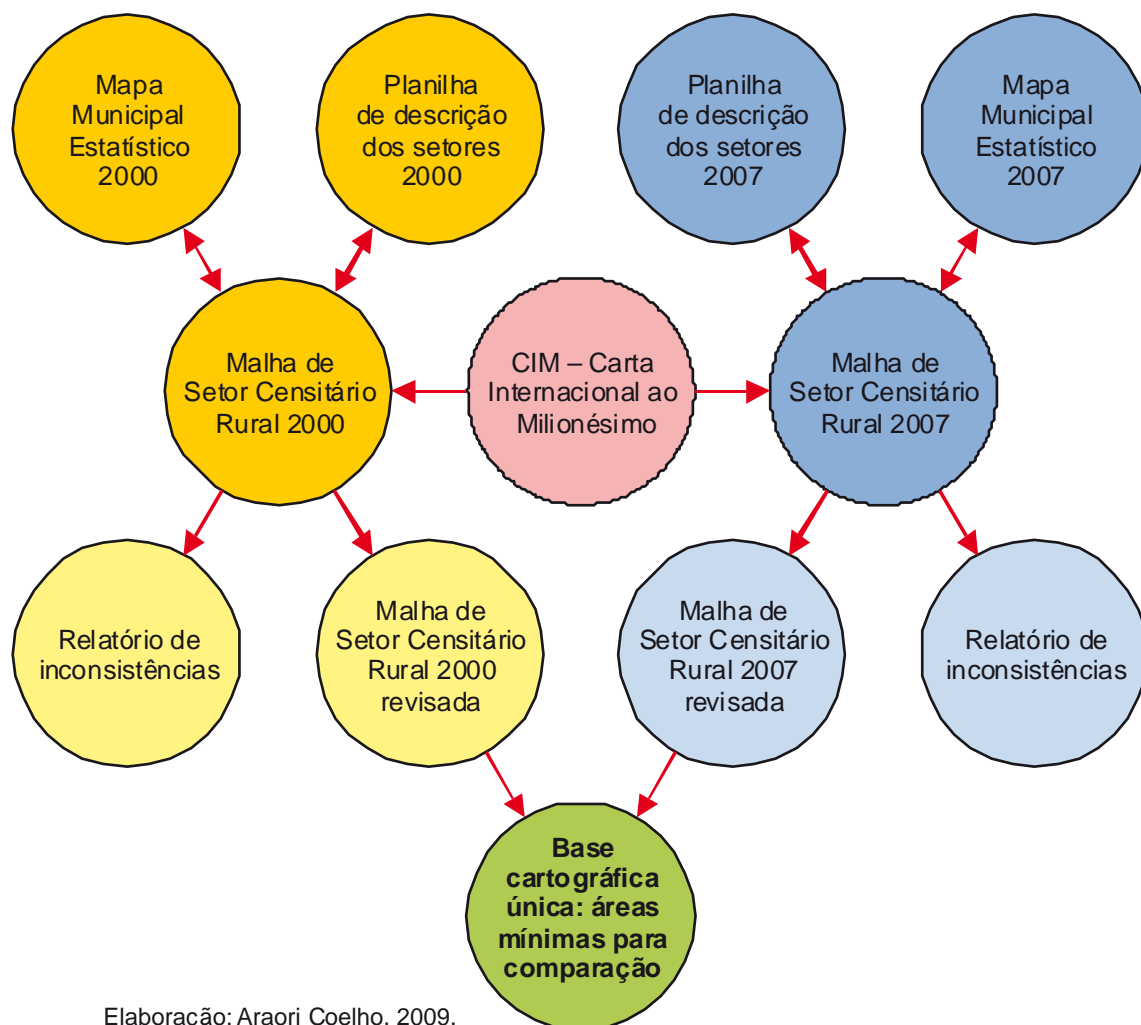 Mapa
Municipal
Estatístico
2000
Planilha
de descrição
dos setores
2000
Planilha
de descrição
dos setores
2007
Mapa
Municipal
Estatístico
2007
Malha de
Setor Censitário
Rural 2000
CIM – Carta
Internacional ao
Milionésimo
Malha de
Setor Censitário
Rural 2007
Relatório de
inconsistências
Malha de
Setor Censitário
Rural 2000
revisada
Malha de
Setor Censitário
Rural 2007
revisada
Relatório de
inconsistências
Base
cartográfica
única: áreas
mínimas para
comparação
Elaboração: Araori Coelho, 2009.